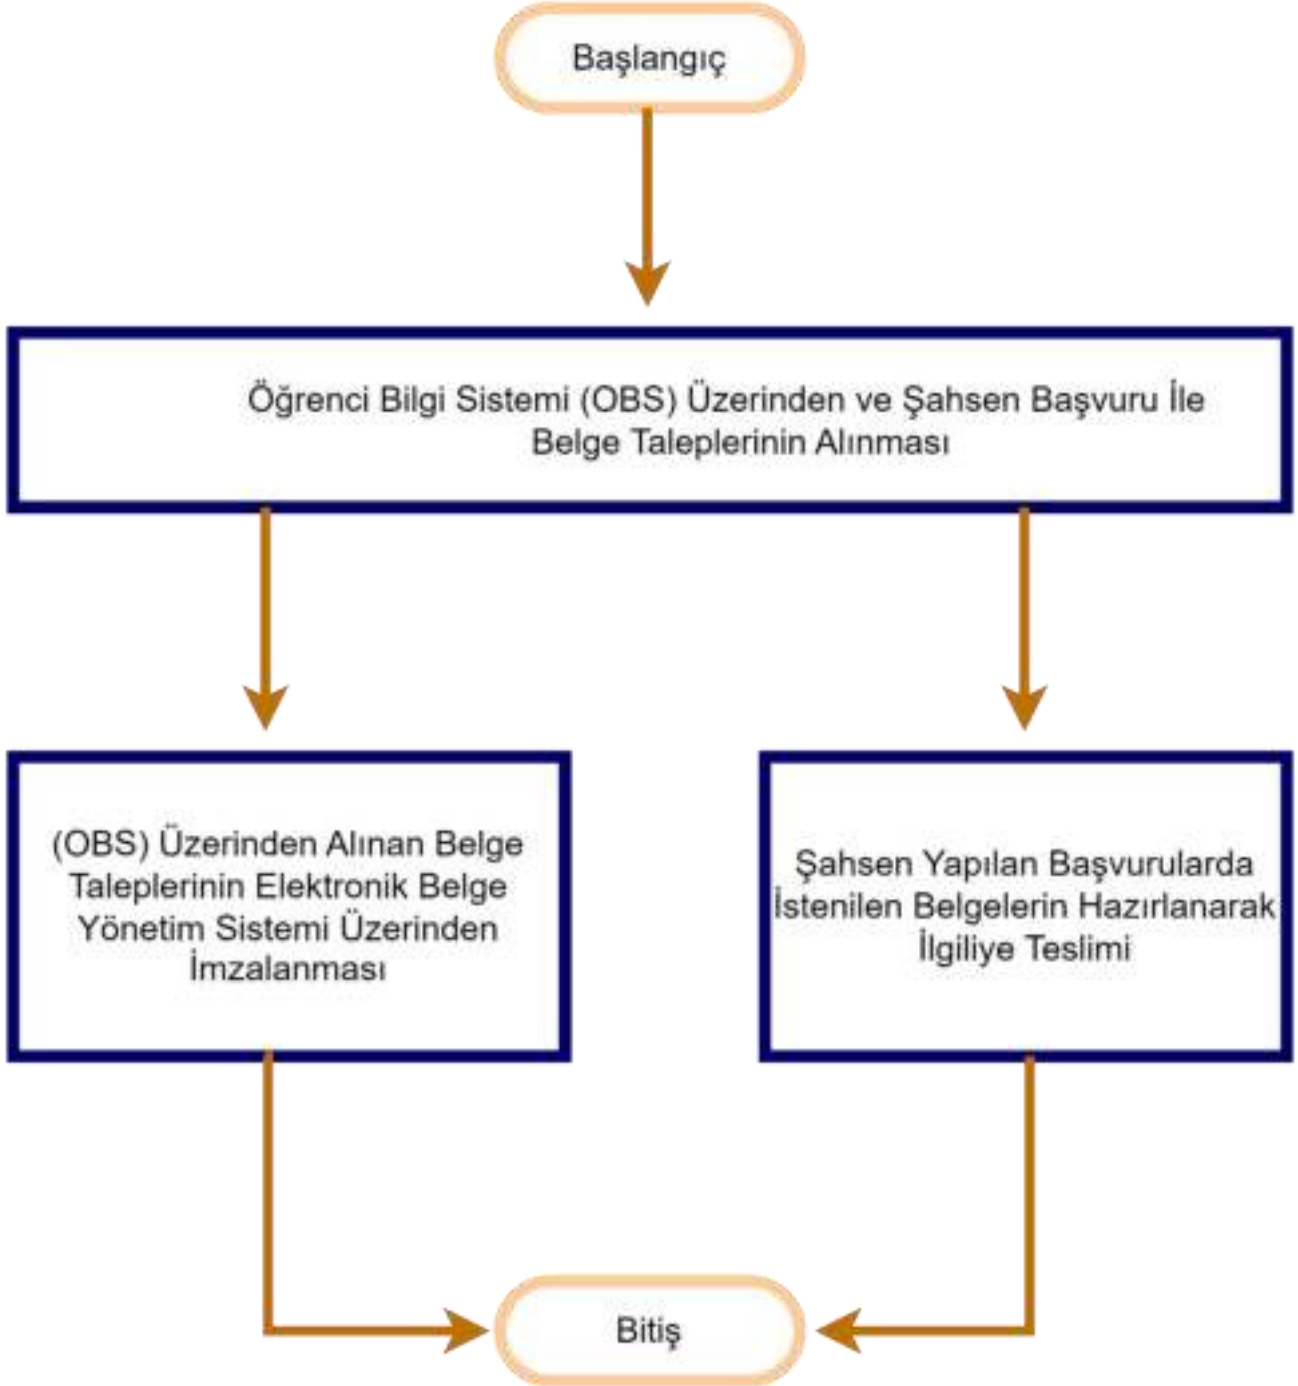 Başlangıç
Öğrenci Bilgi Sistemi (OBS) Üzerinden ve Şahsen Başvuru İle
Belge Taleplerinin Alınması
(OBS) Üzerinden Alınan Belge
Taleplerinin Elektronik Belge
Yönetim Sistemi Üzerinden
İmzalanması
Şahsen Yapılan Başvurularda
İstenilen Belgelerin Hazırlanarak
İlgiliye Teslimi
Bitiş